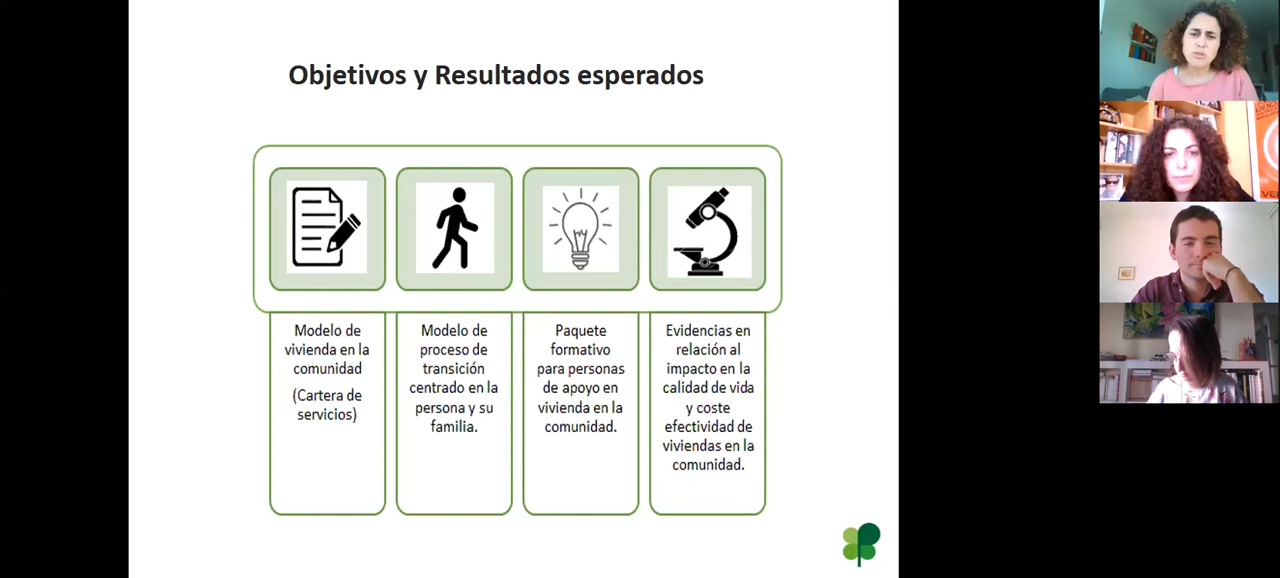 Objetivos y Resultados esperados
Modelo de
vivienda en la
comunidad
(Cartera de
servicios)
Modelo de
proceso de
transición
centrado en la
persona y su
familia.
Paquete
formativo
para personas
de apoyo en
vivienda en la
comunidad.
Evidencias en
relación al
impacto en la
calidad de vida
y coste
efectividad de
viviendas en la
comunidad.